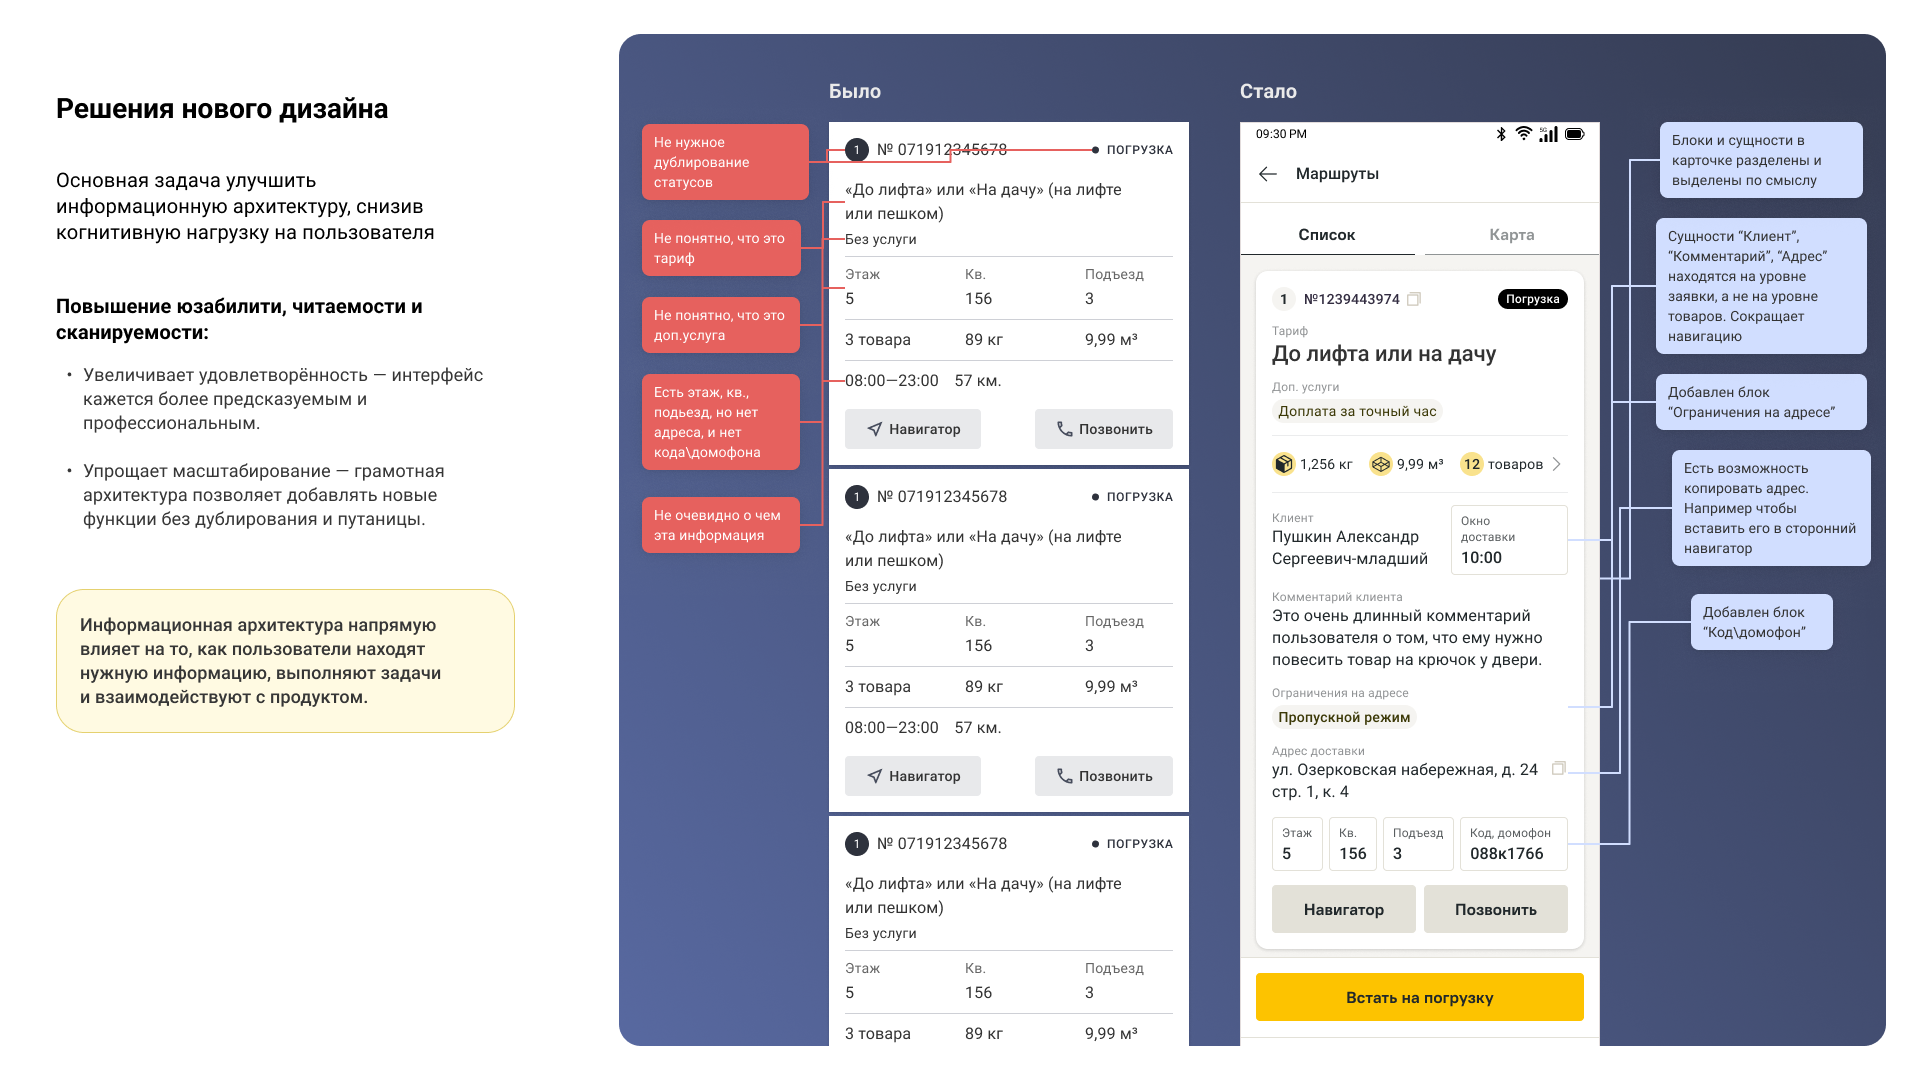 Решения нового дизайна
Основная задача улучшить
информационную архитектуру, снизив
когнитивную нагрузку на пользователя
Повышение юзабилити, читаемости и
сканируемости:
• Увеличивает удовлетворённость — интерфейс
кажется более предсказуемым и
профессиональным.
• Упрощает масштабирование — грамотная
архитектура позволяет добавлять новые
функции без дублирования и путаницы.
Информационная архитектура напрямую
влияет на то, как пользователи находят
нужную информацию, выполняют задачи
и взаимодействуют с продуктом.
Было
Не нужное
дублирование
статусов
Не понятно, что это
тариф
Не понятно, что это
доп.услуга
Есть этаж, кв.,
подьезд, но нет
адреса, и нет
кода\домофона
Не очевидно о чем
эта информация
1 № 071912345678 ПОГРУЗКА
«До лифта» или «На дачу» (на лифте
или пешком)
Без услуги
Этаж Кв. Подъезд
5 156 3
3 товара 89 кг 9,99 м³
08:00—23:00 57 км.
Навигатор Позвонить
1 № 071912345678 ПОГРУЗКА
«До лифта» или «На дачу» (на лифте
или пешком)
Без услуги
Этаж Кв. Подъезд
5 156 3
3 товара 89 кг 9,99 м³
08:00—23:00 57 км.
Навигатор Позвонить
1 № 071912345678 ПОГРУЗКА
«До лифта» или «На дачу» (на лифте
или пешком)
Без услуги
Этаж Кв. Подъезд
5 156 3
3 товара 89 кг 9,99 м³
Стало
09:30 PM 5G
Маршруты
Список Карта
1 №1239443974 Погрузка
Тариф
До лифта или на дачу
Доп. услуги
Доплата за точный час
1,256 кг 9,99 м³ 12 товаров
Клиент
Пушкин Александр
Сергеевич-младший
Окно
доставки
10:00
Комментарий клиента
Это очень длинный комментарий
пользователя о том, что ему нужно
повесить товар на крючок у двери.
Ограничения на адресе
Пропускной режим
Адрес доставки
ул. Озерковская набережная, д. 24
стр. 1, к. 4
Этаж Кв. Подъезд Код, домофон
5 156 3 088к1766
Навигатор Позвонить
Встать на погрузку
Блоки и сущности в
карточке разделены и
выделены по смыслу
Сущности “Клиент”,
“Комментарий”, “Адрес”
находятся на уровне
заявки, а не на уровне
товаров. Сокращает
навигацию
Добавлен блок
“Ограничения на адресе”
Есть возможность
копировать адрес.
Например чтобы
вставить его в сторонний
навигатор
Добавлен блок
“Код\домофон”